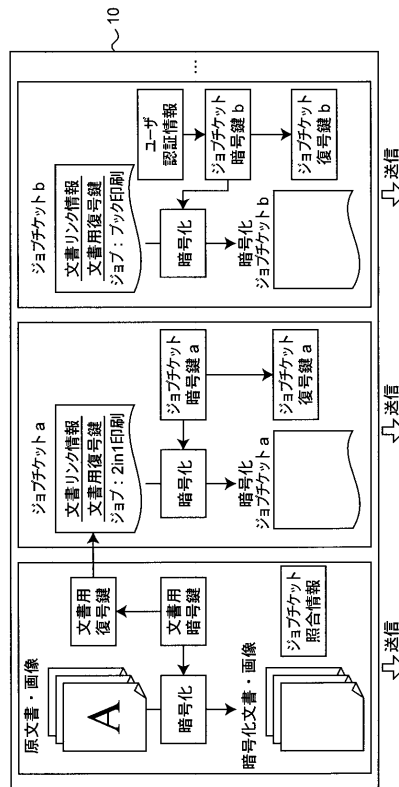 10
原文書・画像
A
文書用
復号鍵
文書用
暗号鍵
暗号化
暗号化文書・画像
ジョブチケット
照合情報
送信
ジョブチケットa
文書リンク情報
文書用復号鍵
ジョブ：2in1印刷
暗号化
ジョブチケット
暗号鍵a
暗号化
ジョブチケットa
ジョブチケット
復号鍵a
送信
ジョブチケットb
文書リンク情報
文書用復号鍵
ジョブ：ブック印刷
ユーザ
認証情報
暗号化
ジョブチケット
暗号鍵b
暗号化
ジョブチケットb
ジョブチケット
復号鍵b
送信
…